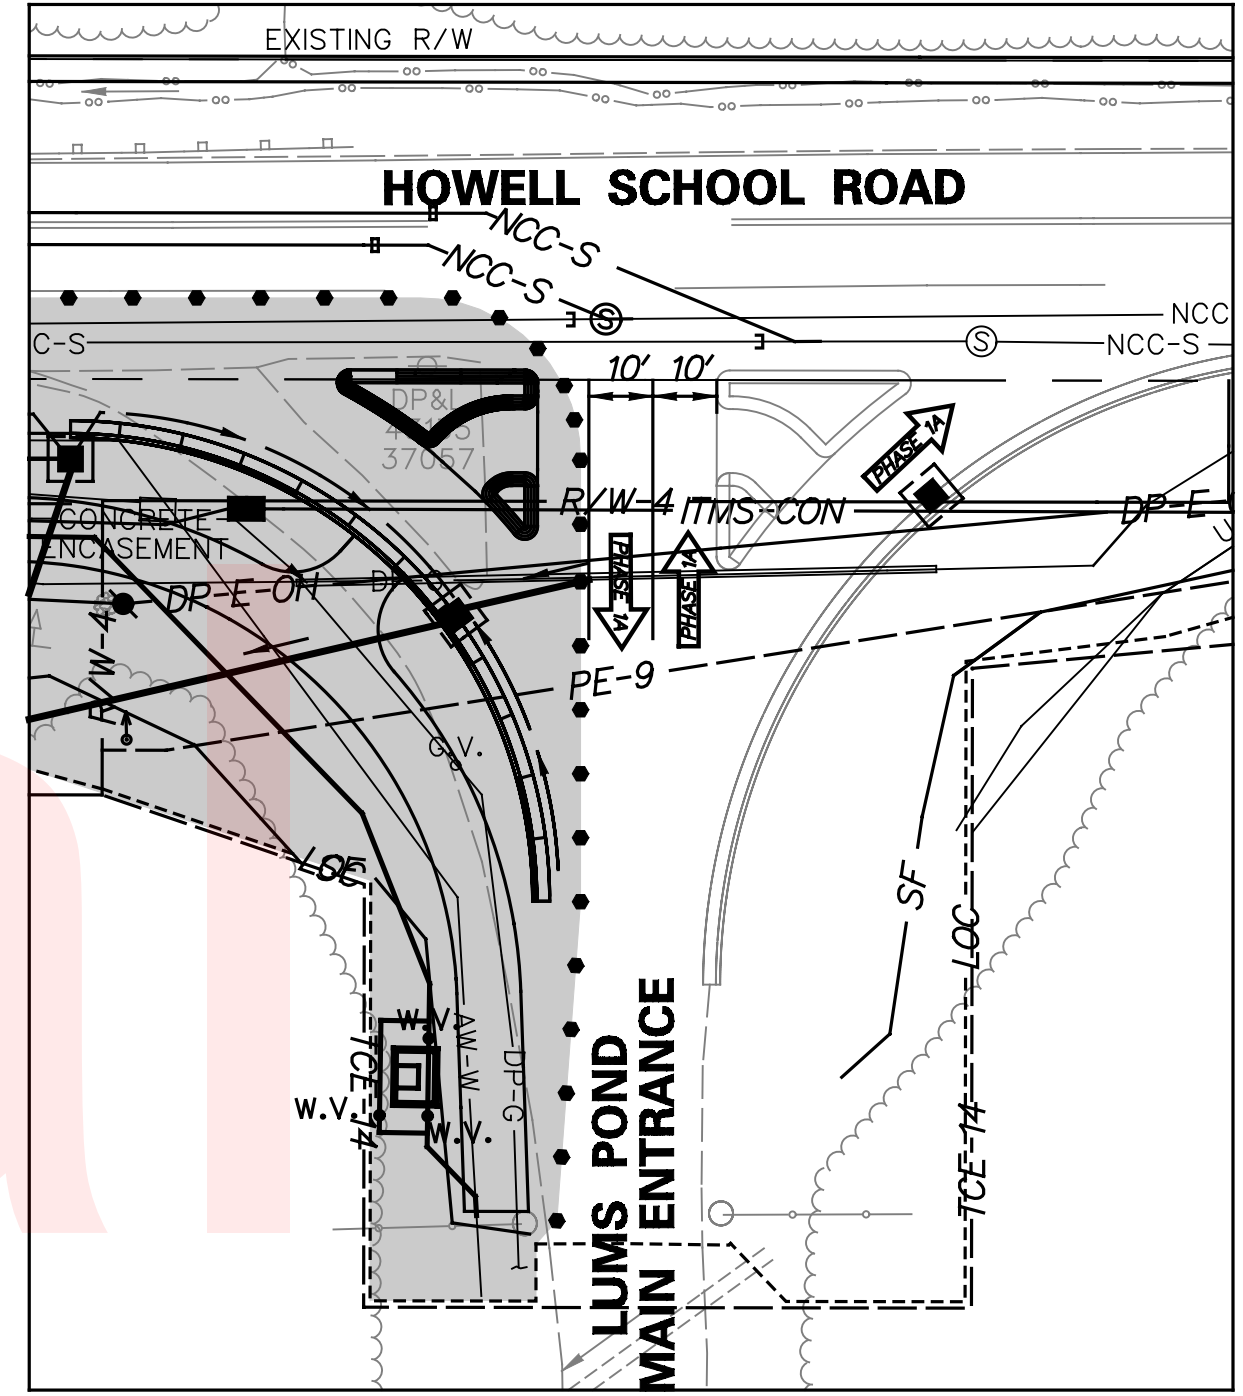 EXISTING R/W
HOWELL SCHOOL ROAD
NCC-S
NCC-S
S
NCC
C-S
S
NCC-S
10' 10'
DP&L
37057
PHASE 1A
R/W-4
ITMS-CON
DP-E
CONCRETE
ENCASEMENT
DP-E-OH
PHASE 1A
PHASE 1A
PE-9
G.V.
LOC
SF
LOC
W.V.
AW-W
DP-G
TCE-14
W.V.
W.V.
TCE-14
LUMS POND
MAIN ENTRANCE